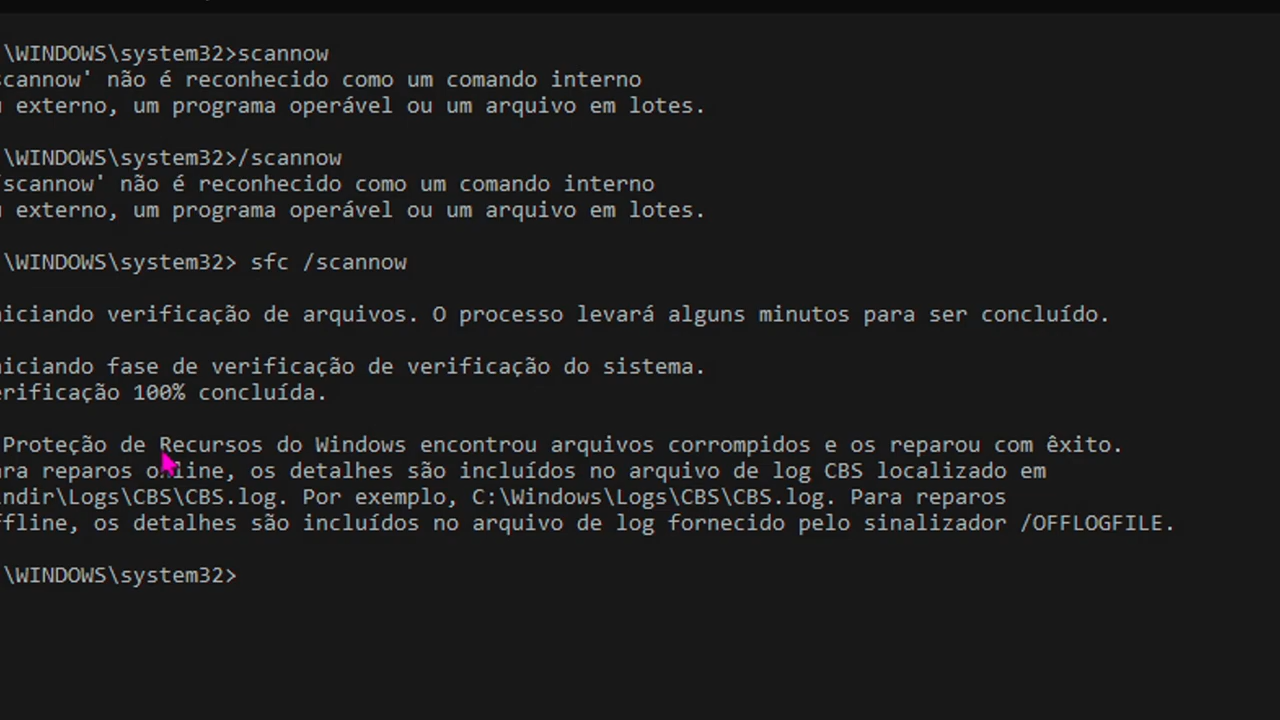 \WINDOWS\system32>scannow
scannow' não é reconhecido como um comando interno
externo, um programa operável ou um arquivo em lotes.
\WINDOWS\system32>/scannow
scannow' não é reconhecido como um comando interno
externo, um programa operável ou um arquivo em lotes.
\WINDOWS\system32> sfc /scannow
niciando verificação de arquivos. O processo levará alguns minutos para ser concluído.
niciando fase de verificação de verificação do sistema.
erificação 100% concluída.
Proteção de Recursos do Windows encontrou arquivos corrompidos e os reparou com êxito.
ara reparos online, os detalhes são incluídos no arquivo de log CBS localizado em
ndir\Logs\CBS\CBS.log. Por exemplo, C:\Windows\Logs\CBS\CBS.log. Para reparos
ffline, os detalhes são incluídos no arquivo de log fornecido pelo sinalizador /OFFLOGFILE.
\WINDOWS\system32>